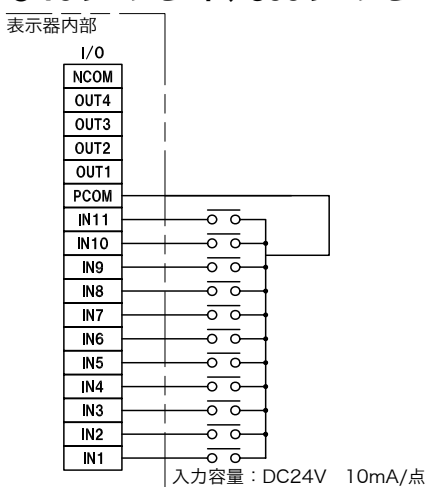 表示器内部
I/O
NCOM
OUT4
OUT3
OUT2
OUT1
PCOM
IN11
IN10
IN9
IN8
IN7
IN6
IN5
IN4
IN3
IN2
IN1
入力容量：DC24V　10mA/点